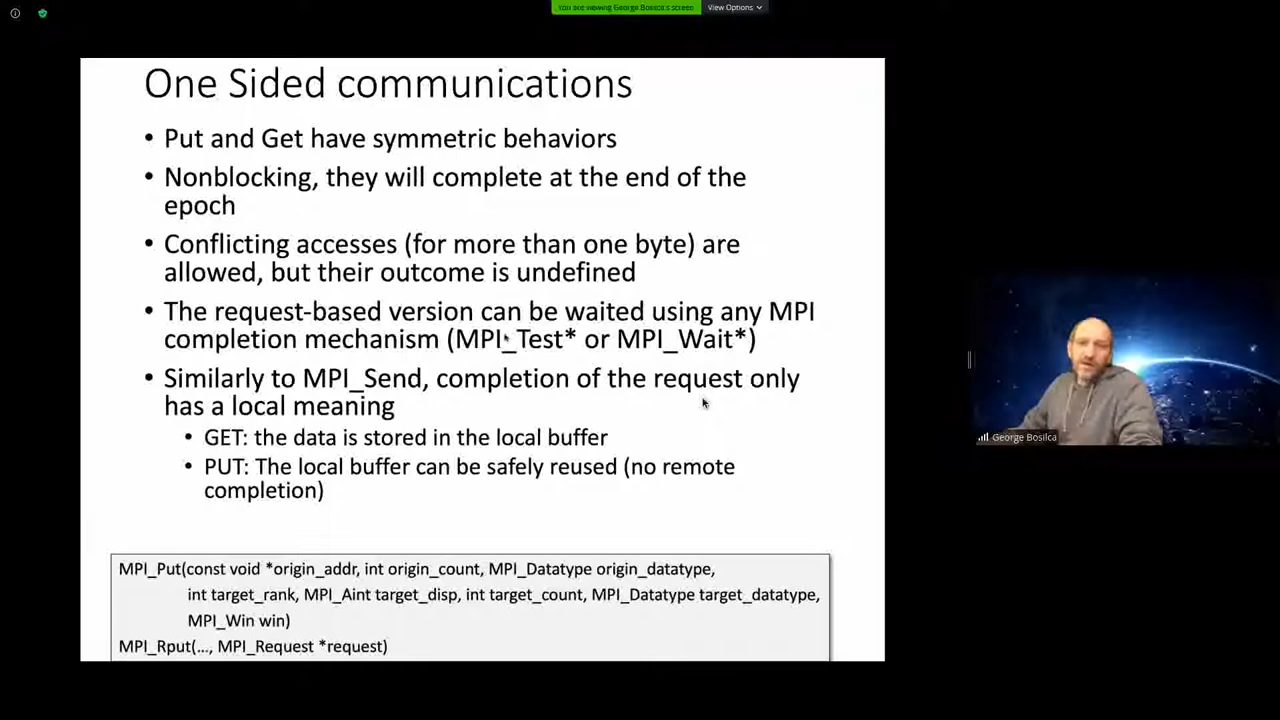 You are viewing George Bosilca's screen
View Options
One Sided communications
• Put and Get have symmetric behaviors
• Nonblocking, they will complete at the end of the
epoch
• Conflicting accesses (for more than one byte) are
allowed, but their outcome is undefined
• The request-based version can be waited using any MPI
completion mechanism (MPI_Test* or MPI_Wait*)
• Similarly to MPI_Send, completion of the request only
has a local meaning
• GET: the data is stored in the local buffer
• PUT: The local buffer can be safely reused (no remote
completion)
MPI_Put(const void *origin_addr, int origin_count, MPI_Datatype origin_datatype,
int target_rank, MPI_Aint target_disp, int target_count, MPI_Datatype target_datatype,
MPI_Win win)
MPI_Rput(..., MPI_Request *request)
George Bosilca